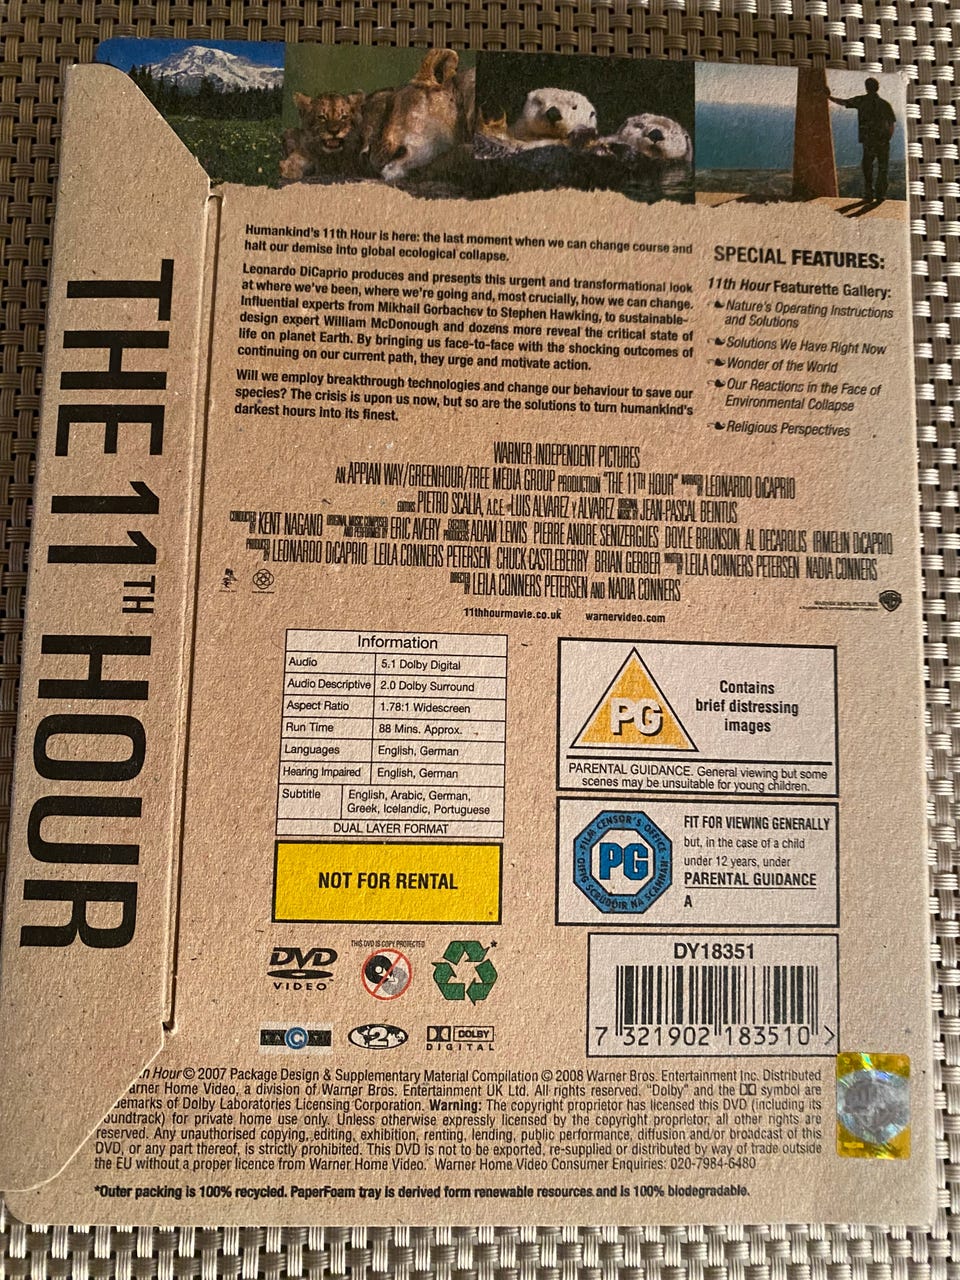 THE 11TH HOUR
Humankind's 11th Hour is here: the last moment when we can change course and
halt our demise into global ecological collapse.
Leonardo DiCaprio produces and presents this urgent and transformational look
at where we've been, where we're going and, most crucially, how we can change.
Influential experts from Mikhail Gorbachev to Stephen Hawking, to sustainable-
design expert William McDonough and dozens more reveal the critical state of
life on planet Earth. By bringing us face-to-face with the shocking outcomes of
continuing on our current path, they urge and motivate action.
Will we employ breakthrough technologies and change our behaviour to save our
species? The crisis is upon us now, but so are the solutions to turn humankind's
darkest hours into its finest.
SPECIAL FEATURES:
11th Hour Featurette Gallery:
Nature's Operating Instructions
and Solutions
Solutions We Have Right Now
Wonder of the World
Our Reactions in the Face of
Environmental Collapse
Religious Perspectives
WARNER INDEPENDENT PICTURES
AN APPIAN WAY/GREENHOUR/TREE MEDIA GROUP PRODUCTION "THE 11TH HOUR" LEONARDO DiCAPRIO
EDITORS PIETRO SCALIA, A.C.E. LUIS ALVAREZ y ALVAREZ JEAN-PASCAL BEINTUS
KENT NAGANO ERIC AVERY ADAM LEWIS PIERRE ANDRE SENIZERGUES DOYLE BRUNSON AL DECAROLIS IRMELIN DiCAPRIO
LEONARDO DiCAPRIO LEILA CONNERS PETERSEN CHUCK CASTLEBERRY BRIAN GERBER LEILA CONNERS PETERSEN NADIA CONNERS
LEILA CONNERS PETERSEN AND NADIA CONNERS
11thhourmovie.co.uk warnervideo.com
Information
Audio 5.1 Dolby Digital
Audio Descriptive 2.0 Dolby Surround
Aspect Ratio 1.78:1 Widescreen
Run Time 88 Mins. Approx.
Languages English, German
Hearing Impaired English, German
Subtitle English, Arabic, German,
Greek, Icelandic, Portuguese
DUAL LAYER FORMAT
NOT FOR RENTAL
PG
Contains
brief distressing
images
PARENTAL GUIDANCE. General viewing but some
scenes may be unsuitable for young children.
FILM CENSOR'S OFFICE
PG
OIFIG SCRÚDÓIR NA SCANNÁN
FIT FOR VIEWING GENERALLY
but, in the case of a child
under 12 years, under
PARENTAL GUIDANCE
A
DVD
VIDEO
THIS DVD IS COPY PROTECTED
*
FACT
2
DOLBY
DIGITAL
DY18351
7 321902 183510 >
th Hour © 2007 Package Design & Supplementary Material Compilation © 2008 Warner Bros. Entertainment Inc. Distributed
arner Home Video, a division of Warner Bros. Entertainment UK Ltd. All rights reserved. "Dolby" and the symbol are
demarks of Dolby Laboratories Licensing Corporation. Warning: The copyright proprietor has licensed this DVD (including its
oundtrack) for private home use only. Unless otherwise expressly licensed by the copyright proprietor, all other rights are
reserved. Any unauthorised copying, editing, exhibition, renting, lending, public performance, diffusion and/or broadcast of this
DVD, or any part thereof, is strictly prohibited. This DVD is not to be exported, re-supplied or distributed by way of trade outside
the EU without a proper licence from Warner Home Video. Warner Home Video Consumer Enquiries: 020-7984-6480
*Outer packing is 100% recycled. PaperFoam tray is derived form renewable resources and is 100% biodegradable.